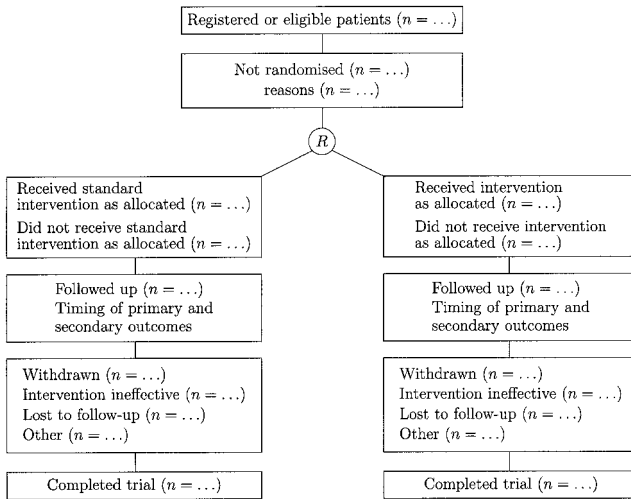 Registered or eligible patients (n = ...)
Not randomised (n = ...)
reasons (n = ...)
R
Received standard
intervention as allocated (n = ...)
Did not receive standard
intervention as allocated (n = ...)
Followed up (n = ...)
Timing of primary and
secondary outcomes
Withdrawn (n = ...)
Intervention ineffective (n = ...)
Lost to follow-up (n = ...)
Other (n = ...)
Completed trial (n = ...)
Received intervention
as allocated (n = ...)
Did not receive intervention
as allocated (n = ...)
Followed up (n = ...)
Timing of primary and
secondary outcomes
Withdrawn (n = ...)
Intervention ineffective (n = ...)
Lost to follow-up (n = ...)
Other (n = ...)
Completed trial (n = ...)